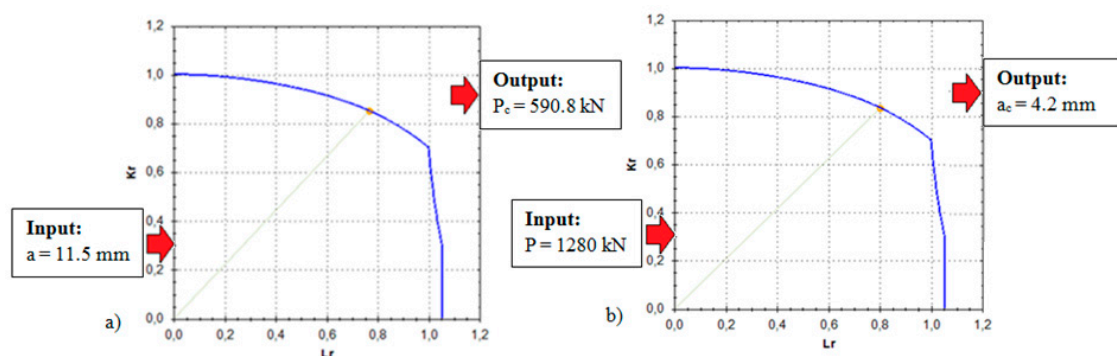 1,2
1,0
0,8
0,6
0,4
0,2
0,0
Kr
0,0 0,2 0,4 0,6 0,8 1,0 1,2
Lr
Input:
a = 11.5 mm
Output:
Pc = 590.8 kN
a)
1,2
1,0
0,8
0,6
0,4
0,2
0,0
Kr
0,0 0,2 0,4 0,6 0,8 1,0 1,2
Lr
Input:
P = 1280 kN
Output:
ac = 4.2 mm
b)